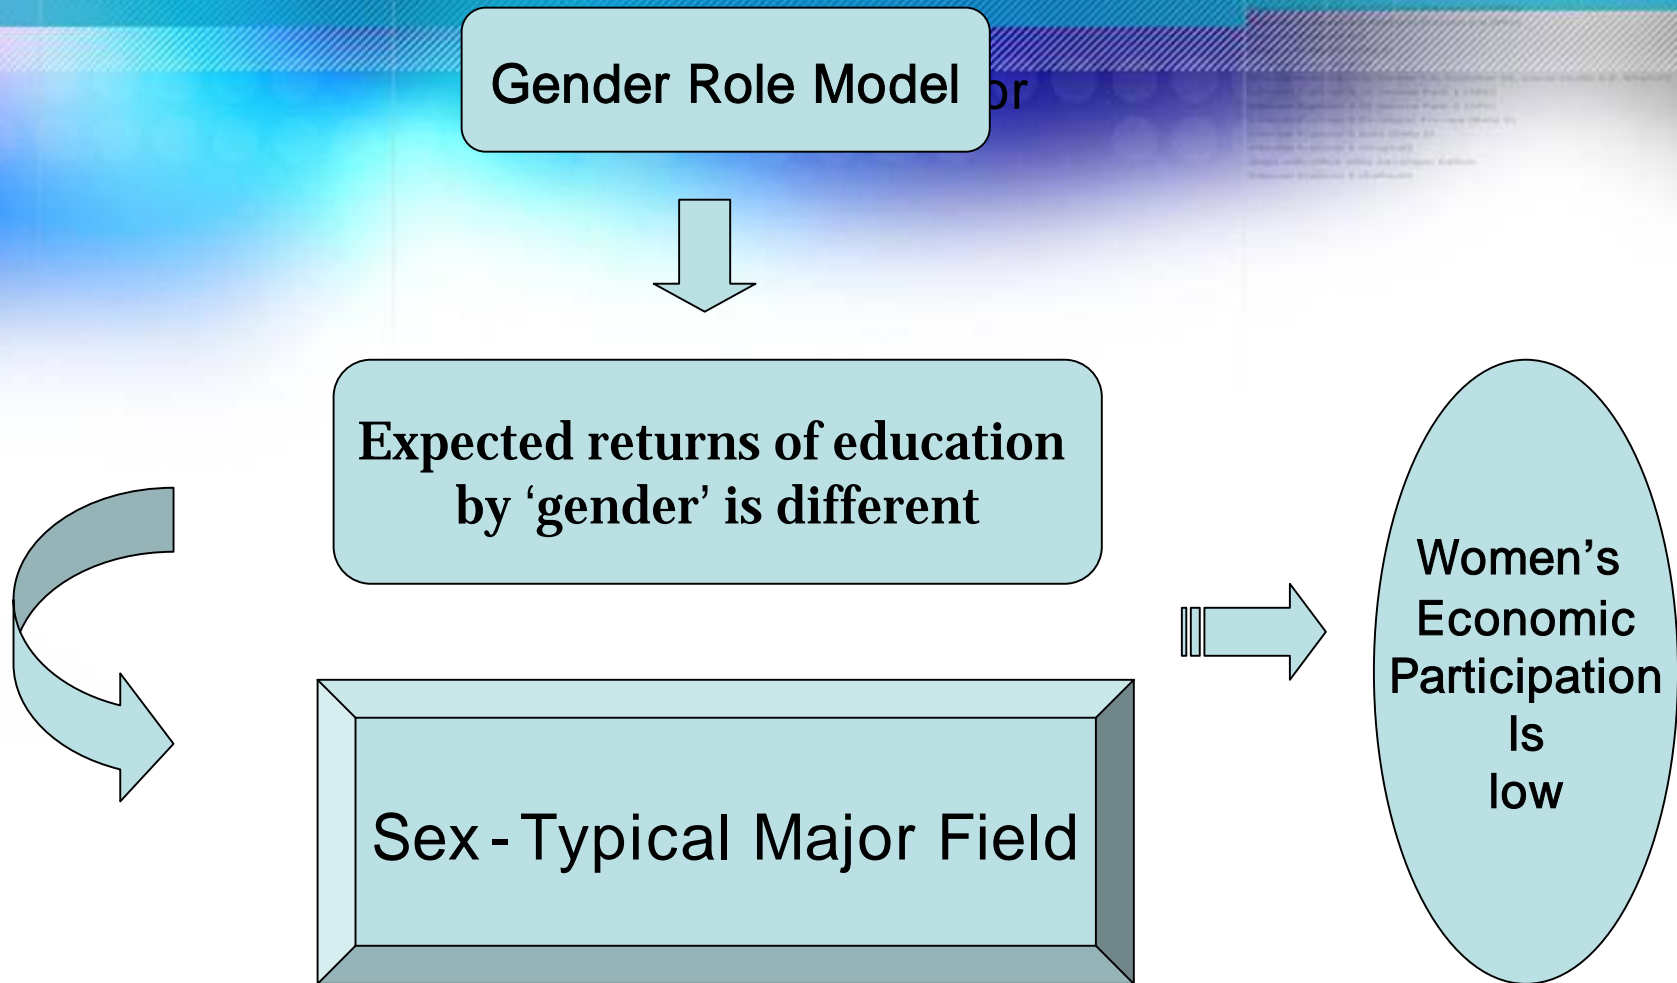 Gender Role Model or
Expected returns of education
by ‘gender’ is different
Women’s
Economic
Participation
Is
low
Sex-Typical Major Field